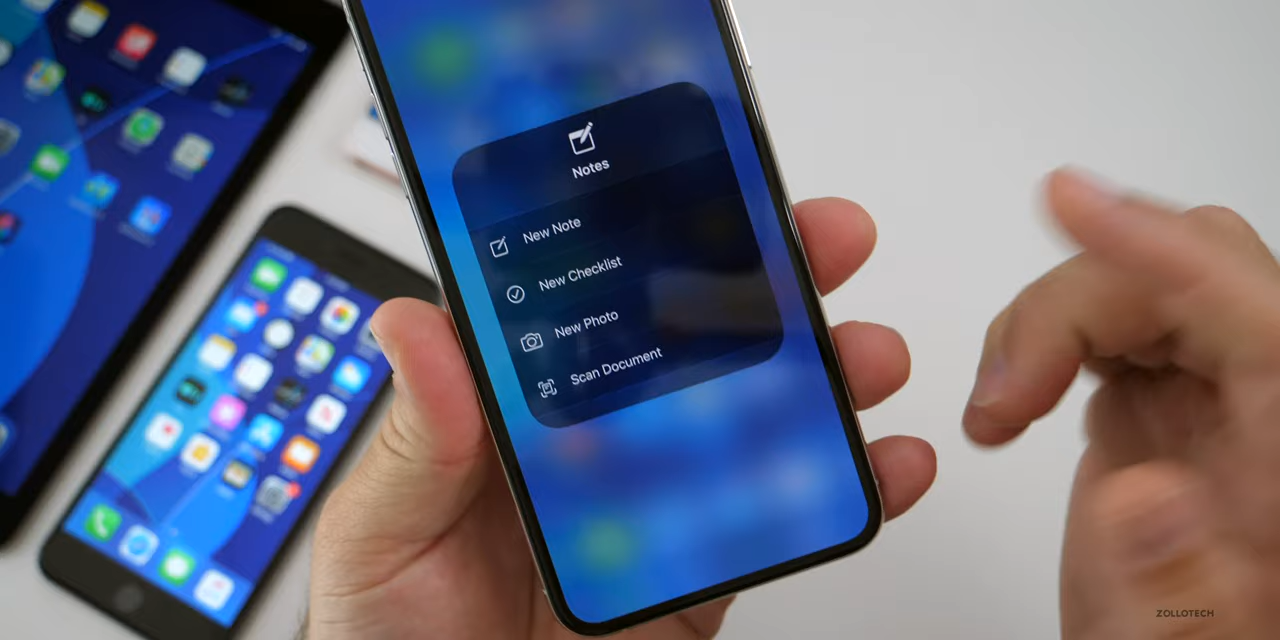 Notes
New Note
New Checklist
New Photo
Scan Document
ZOLLOTECH